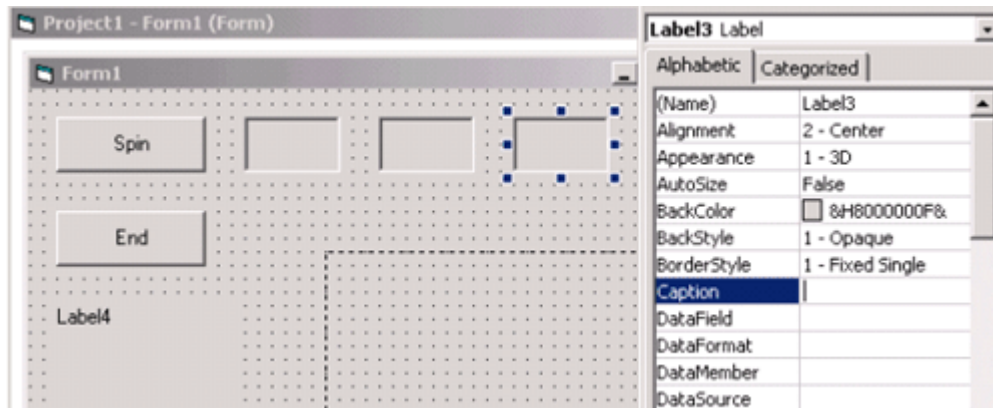 Project1 - Form1 (Form)
Form1
Spin
End
Label4
Label3 Label
Alphabetic Categorized
(Name) Label3
Alignment 2 - Center
Appearance 1 - 3D
AutoSize False
BackColor &H8000000F&
BackStyle 1 - Opaque
BorderStyle 1 - Fixed Single
Caption
DataField
DataFormat
DataMember
DataSource